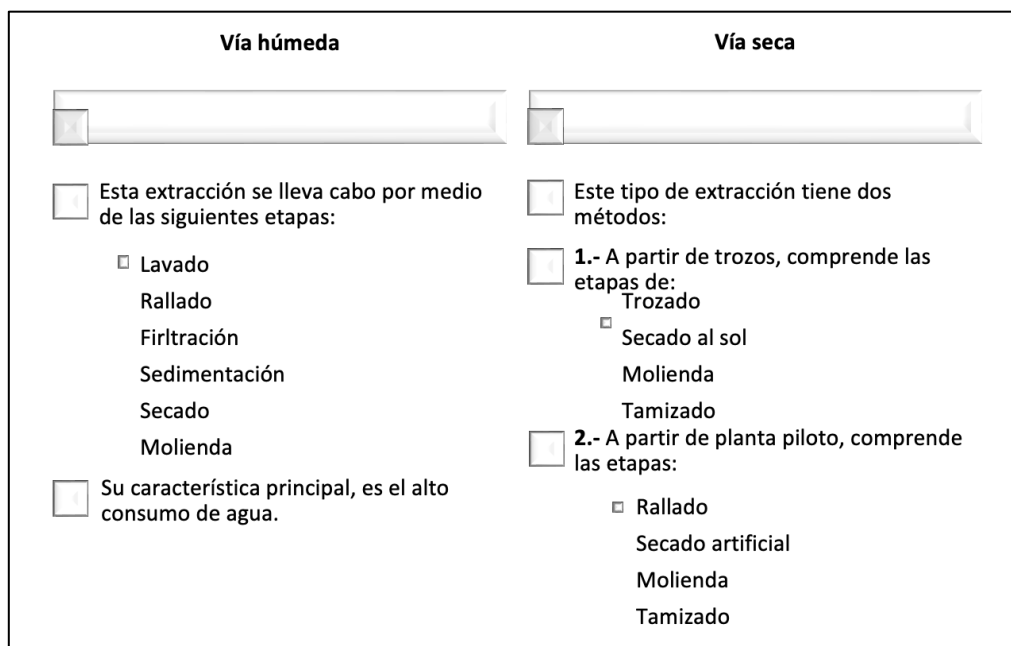 Vía húmeda
Esta extracción se lleva cabo por medio
de las siguientes etapas:
Lavado
Rallado
Firltración
Sedimentación
Secado
Molienda
Su característica principal, es el alto
consumo de agua.
Vía seca
Este tipo de extracción tiene dos
métodos:
1.- A partir de trozos, comprende las
etapas de:
Trozado
Secado al sol
Molienda
Tamizado
2.- A partir de planta piloto, comprende
las etapas:
Rallado
Secado artificial
Molienda
Tamizado